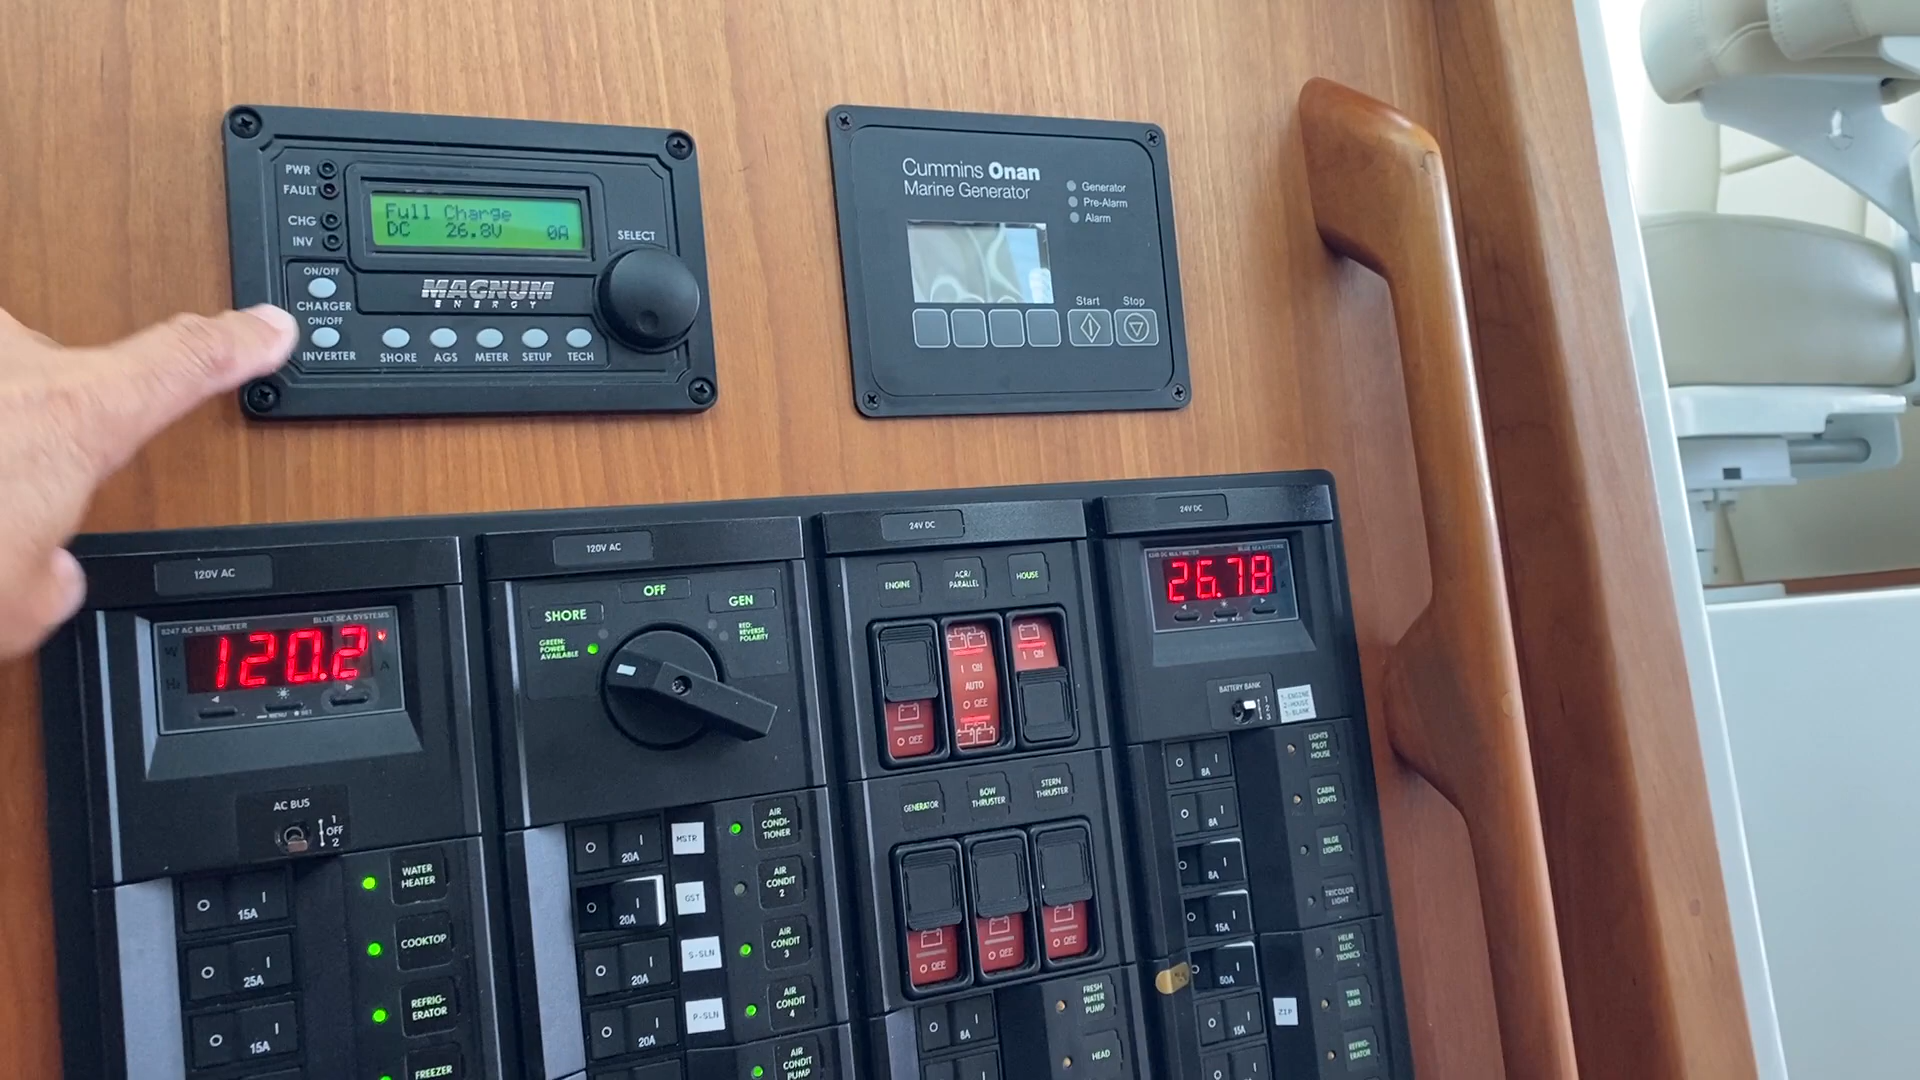 PWR
FAULT
CHG
INV
Full Charge
DC 26.8V 0A
SELECT
ON/OFF
CHARGER
ON/OFF
INVERTER
MAGNUM
ENERGY
SHORE AGS METER SETUP TECH
Cummins Onan
Marine Generator
Generator
Pre-Alarm
Alarm
Start Stop
120V AC
6247 AC MULTIMETER BLUE SEA SYSTEMS
120.2
MENU SET
AC BUS
1
OFF
2
15A
WATER
HEATER
25A
COOKTOP
15A
REFRIG-
ERATOR
FREEZER
120V AC
SHORE
OFF
GEN
GREEN:
POWER
AVAILABLE
RED:
REVERSE
POLARITY
20A
MSTR
AIR
CONDI-
TIONER
20A
GST
AIR
CONDIT
2
20A
S-SLN
AIR
CONDIT
3
20A
P-SLN
AIR
CONDIT
4
AIR
CONDIT
PUMP
24V DC
ENGINE
ACR/
PARALLEL
HOUSE
OFF
ON
AUTO
OFF
ON
GENERATOR
BOW
THRUSTER
STERN
THRUSTER
OFF
OFF
OFF
8A
FRESH
WATER
PUMP
HEAD
24V DC
DC MULTIMETER BLUE SEA SYSTEMS
26.78
BATTERY BANK
1
2
3
1-ENGINE
2-HOUSE
3-BLANK
8A
LIGHTS
PILOT
HOUSE
8A
CABIN
LIGHTS
8A
BILGE
LIGHTS
15A
TRICOLOR
LIGHT
50A
HELM
ELEC-
TRONICS
15A
ZIP
TRIM
TABS
REFRIG-
ERATOR